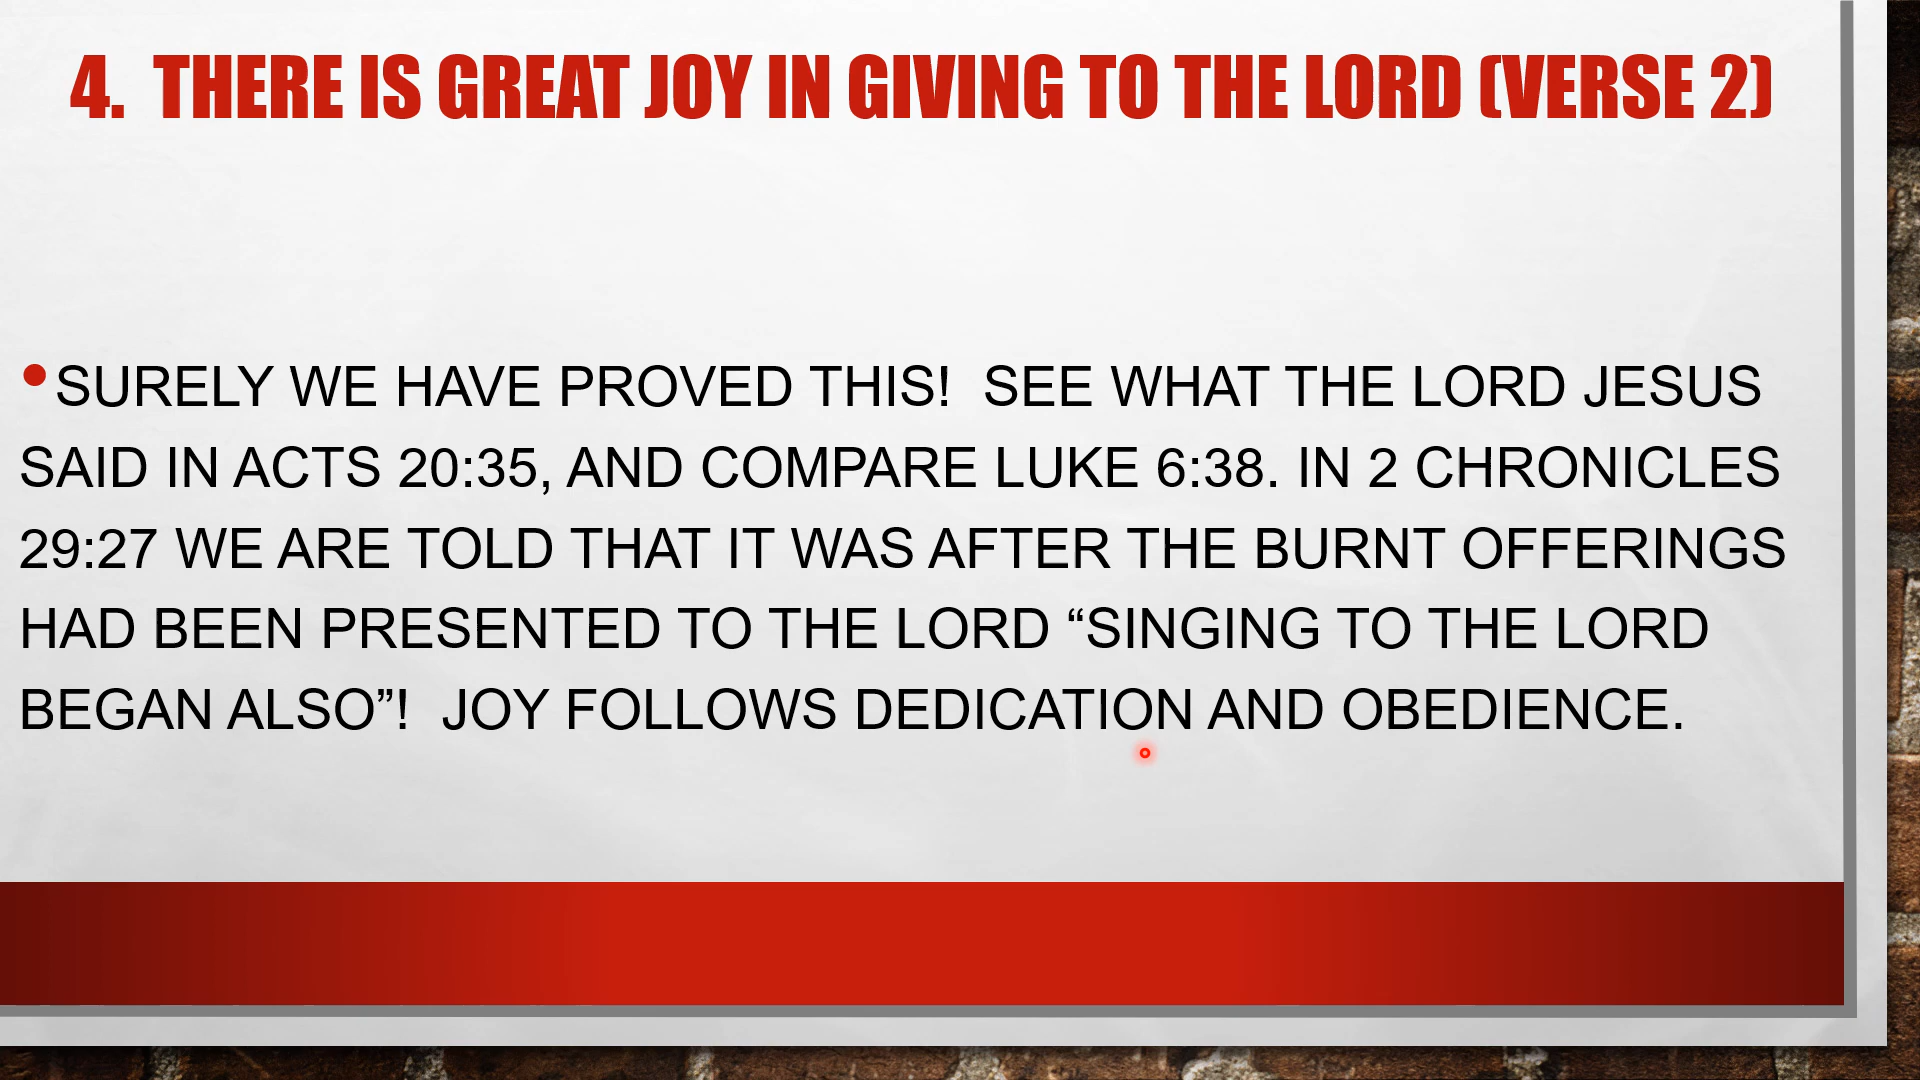 4.  THERE IS GREAT JOY IN GIVING TO THE LORD (VERSE 2)
•SURELY WE HAVE PROVED THIS!  SEE WHAT THE LORD JESUS
SAID IN ACTS 20:35, AND COMPARE LUKE 6:38. IN 2 CHRONICLES
29:27 WE ARE TOLD THAT IT WAS AFTER THE BURNT OFFERINGS
HAD BEEN PRESENTED TO THE LORD “SINGING TO THE LORD
BEGAN ALSO”!  JOY FOLLOWS DEDICATION AND OBEDIENCE.